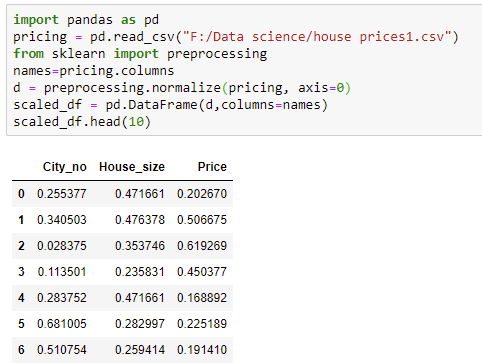 import pandas as pd
pricing = pd.read_csv("F:/Data science/house prices1.csv")
from sklearn import preprocessing
names=pricing.columns
d = preprocessing.normalize(pricing, axis=0)
scaled_df = pd.DataFrame(d,columns=names)
scaled_df.head(10)
City_no House_size Price
0 0.255377 0.471661 0.202670
1 0.340503 0.476378 0.506675
2 0.028375 0.353746 0.619269
3 0.113501 0.235831 0.450377
4 0.283752 0.471661 0.168892
5 0.681005 0.282997 0.225189
6 0.510754 0.259414 0.191410